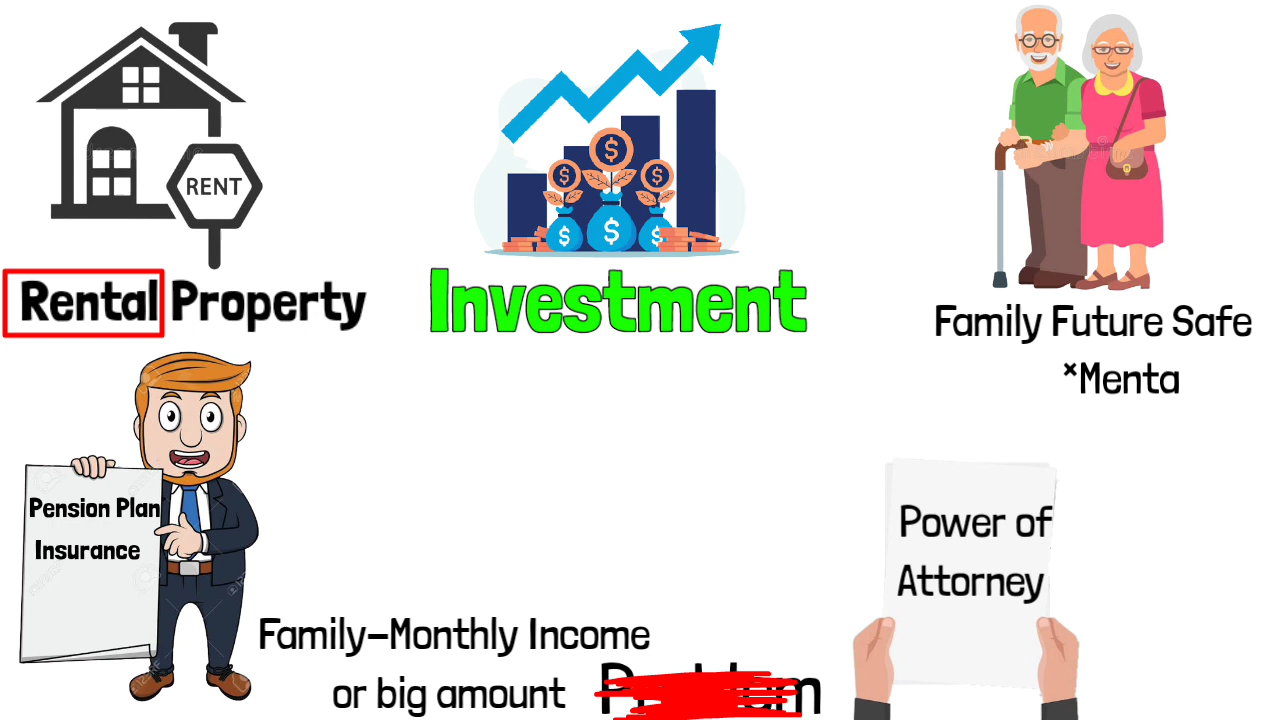 RENT
Rental Property
Investment
Family Future Safe
*Menta
Pension Plan
Insurance
Power of
Attorney
Family-Monthly Income
or big amount